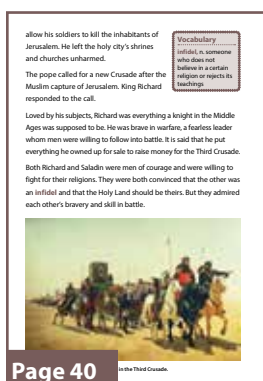 allow his soldiers to kill the inhabitants of
Jerusalem. He left the holy city's shrines
and churches unharmed.
The pope called for a new Crusade after the
Muslim capture of Jerusalem. King Richard
responded to the call.
Vocabulary
infidel, n. someone
who does not
believe in a certain
religion or rejects its
teachings
Loved by his subjects, Richard was everything a knight in the Middle
Ages was supposed to be. He was brave in warfare, a fearless leader
whom men were willing to follow into battle. It is said that he put
everything he owned up for sale to raise money for the Third Crusade.
Both Richard and Saladin were men of courage and were willing to
fight for their religions. They were both convinced that the other was
an infidel and that the Holy Land should be theirs. But they admired
each other's bravery and skill in battle.
in the Third Crusade.
Page 40